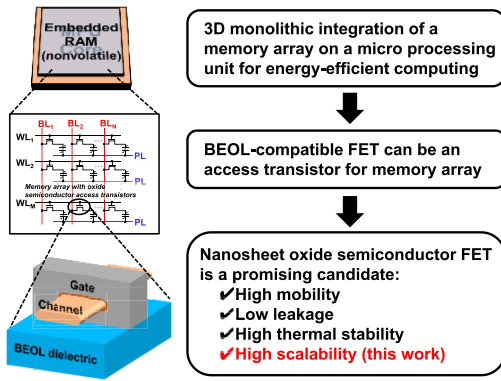 Embedded
RAM
(nonvolatile)
BL1 BL2 BLN
WL1
PL
WL2
PL
Memory array with oxide
semiconductor access transistors
WLM
PL
Gate
Channel
BEOL dielectric
3D monolithic integration of a
memory array on a micro processing
unit for energy-efficient computing
BEOL-compatible FET can be an
access transistor for memory array
Nanosheet oxide semiconductor FET
is a promising candidate:
✔High mobility
✔Low leakage
✔High thermal stability
✔High scalability (this work)